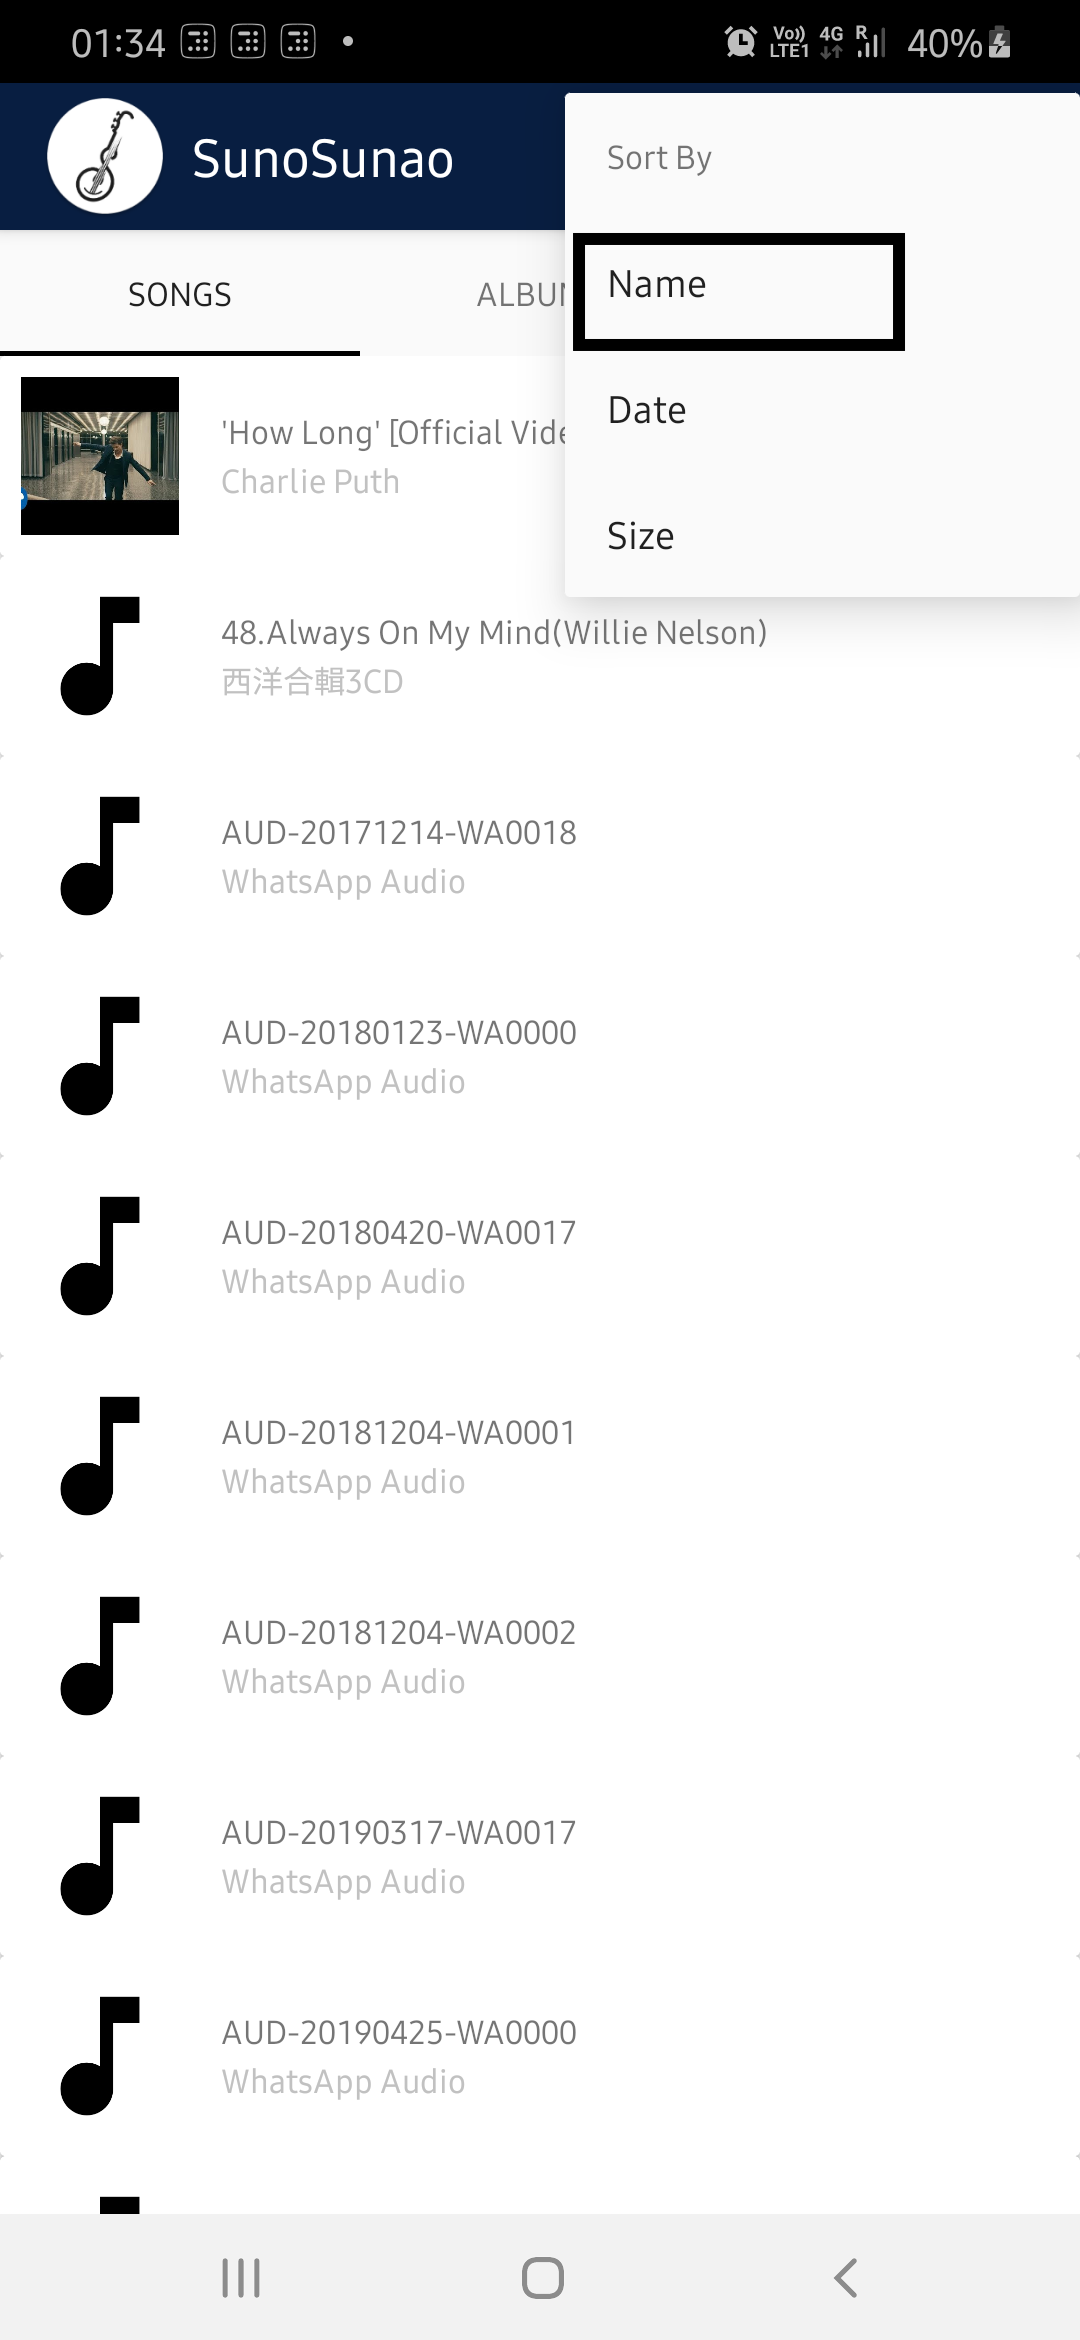 01:34
Vo)) LTE1 4G R 40%
SunoSunao
Sort By
Name
Date
Size
SONGS
ALBUM
'How Long' [Official Vide
Charlie Puth
48.Always On My Mind(Willie Nelson)
西洋合輯3CD
AUD-20171214-WA0018
WhatsApp Audio
AUD-20180123-WA0000
WhatsApp Audio
AUD-20180420-WA0017
WhatsApp Audio
AUD-20181204-WA0001
WhatsApp Audio
AUD-20181204-WA0002
WhatsApp Audio
AUD-20190317-WA0017
WhatsApp Audio
AUD-20190425-WA0000
WhatsApp Audio